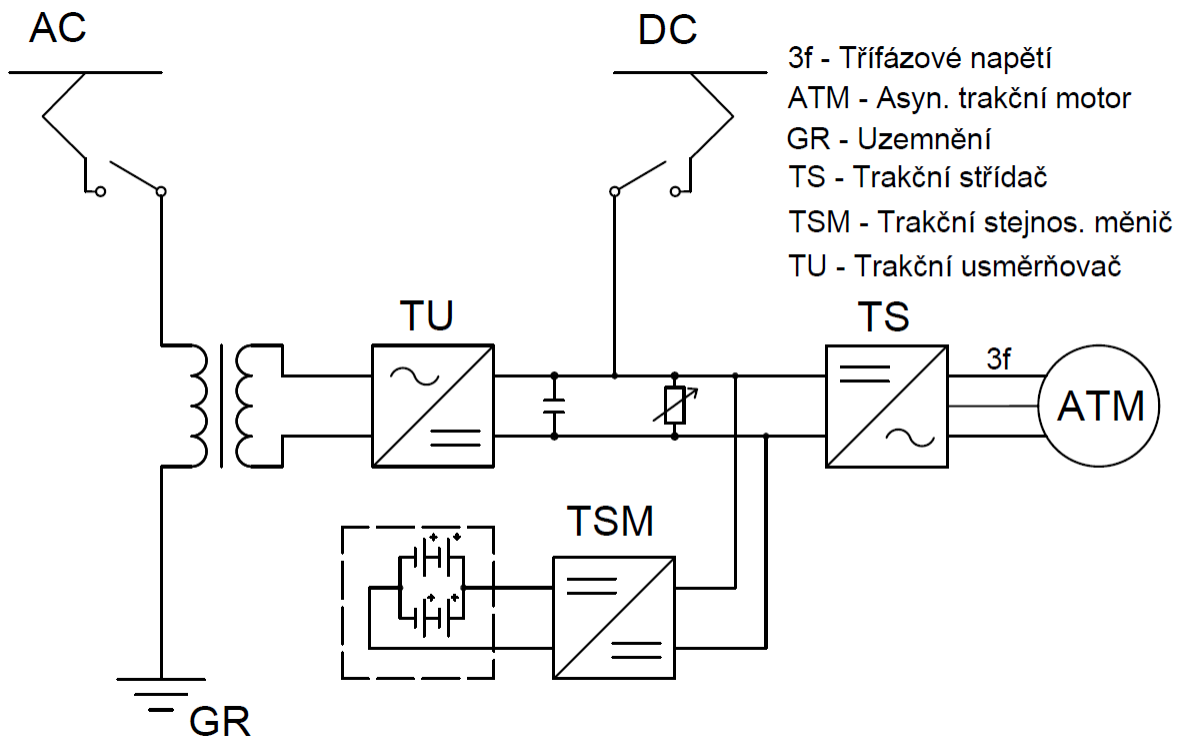 AC
DC
3f - Třífázové napětí
ATM - Asyn. trakční motor
GR - Uzemnění
TS - Trakční střídač
TSM - Trakční stejnos. měnič
TU - Trakční usměrňovač
TU
TS
3f
ATM
TSM
GR